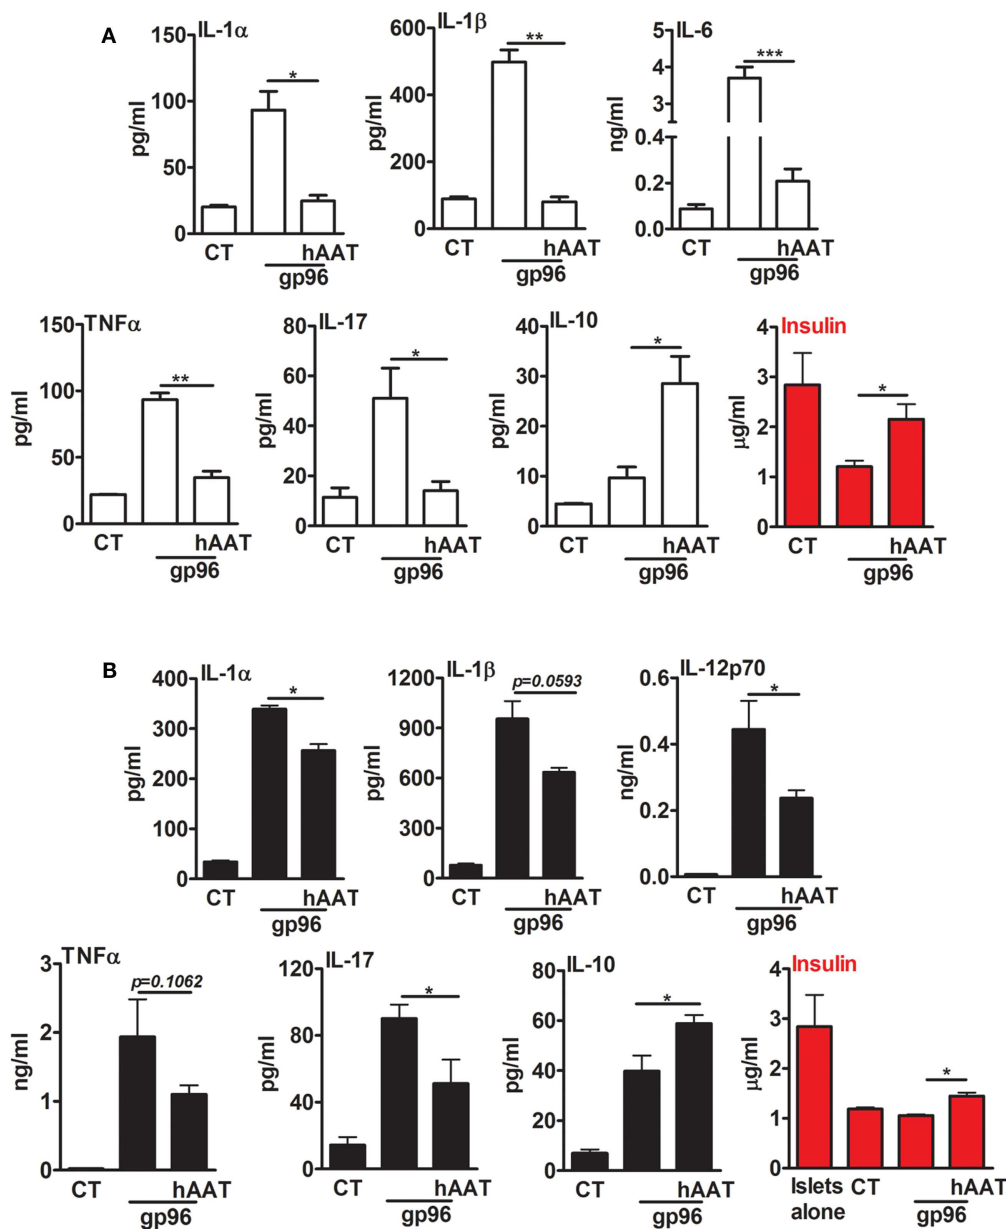 A
IL-1α
pg/ml
150
100
50
0
*
CT
hAAT
gp96
IL-1β
pg/ml
600
400
200
0
**
CT
hAAT
gp96
IL-6
ng/ml
5
4
3
0.4
0.2
0.0
***
CT
hAAT
gp96
TNFα
pg/ml
150
100
50
0
**
CT
hAAT
gp96
IL-17
pg/ml
80
60
40
20
0
*
CT
hAAT
gp96
IL-10
pg/ml
40
30
20
10
0
*
CT
hAAT
gp96
Insulin
µg/ml
4
3
2
1
0
*
CT
hAAT
gp96
B
IL-1α
pg/ml
400
300
200
100
0
*
CT
hAAT
gp96
IL-1β
pg/ml
1200
900
600
300
0
p=0.0593
CT
hAAT
gp96
IL-12p70
ng/ml
0.6
0.4
0.2
0.0
*
CT
hAAT
gp96
TNFα
ng/ml
3
2
1
0
p=0.1062
CT
hAAT
gp96
IL-17
pg/ml
120
80
40
0
*
CT
hAAT
gp96
IL-10
pg/ml
80
60
40
20
0
*
CT
hAAT
gp96
Insulin
µg/ml
4
3
2
1
0
*
Islets CT
hAAT
alone
gp96